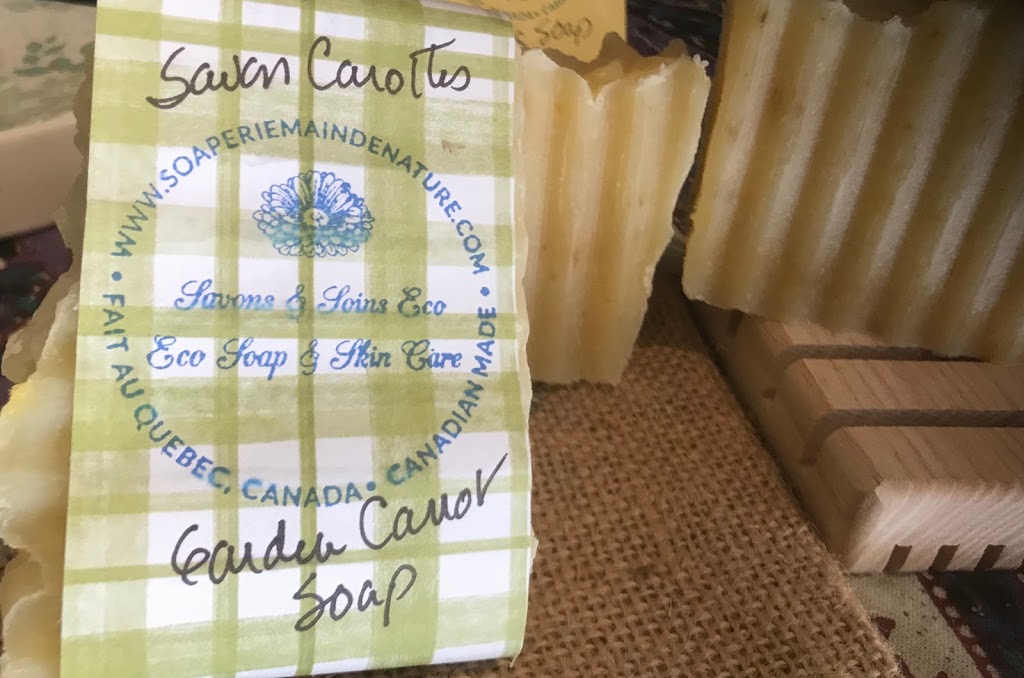 Savon Carottes
WWW.SOAPERIEMAINDENATURE.COM
Savons & Soins Eco
Eco Soap & Skin Care
• FAIT AU QUEBEC, CANADA • CANADIAN MADE •
Garden Carrot
Soap
Soap